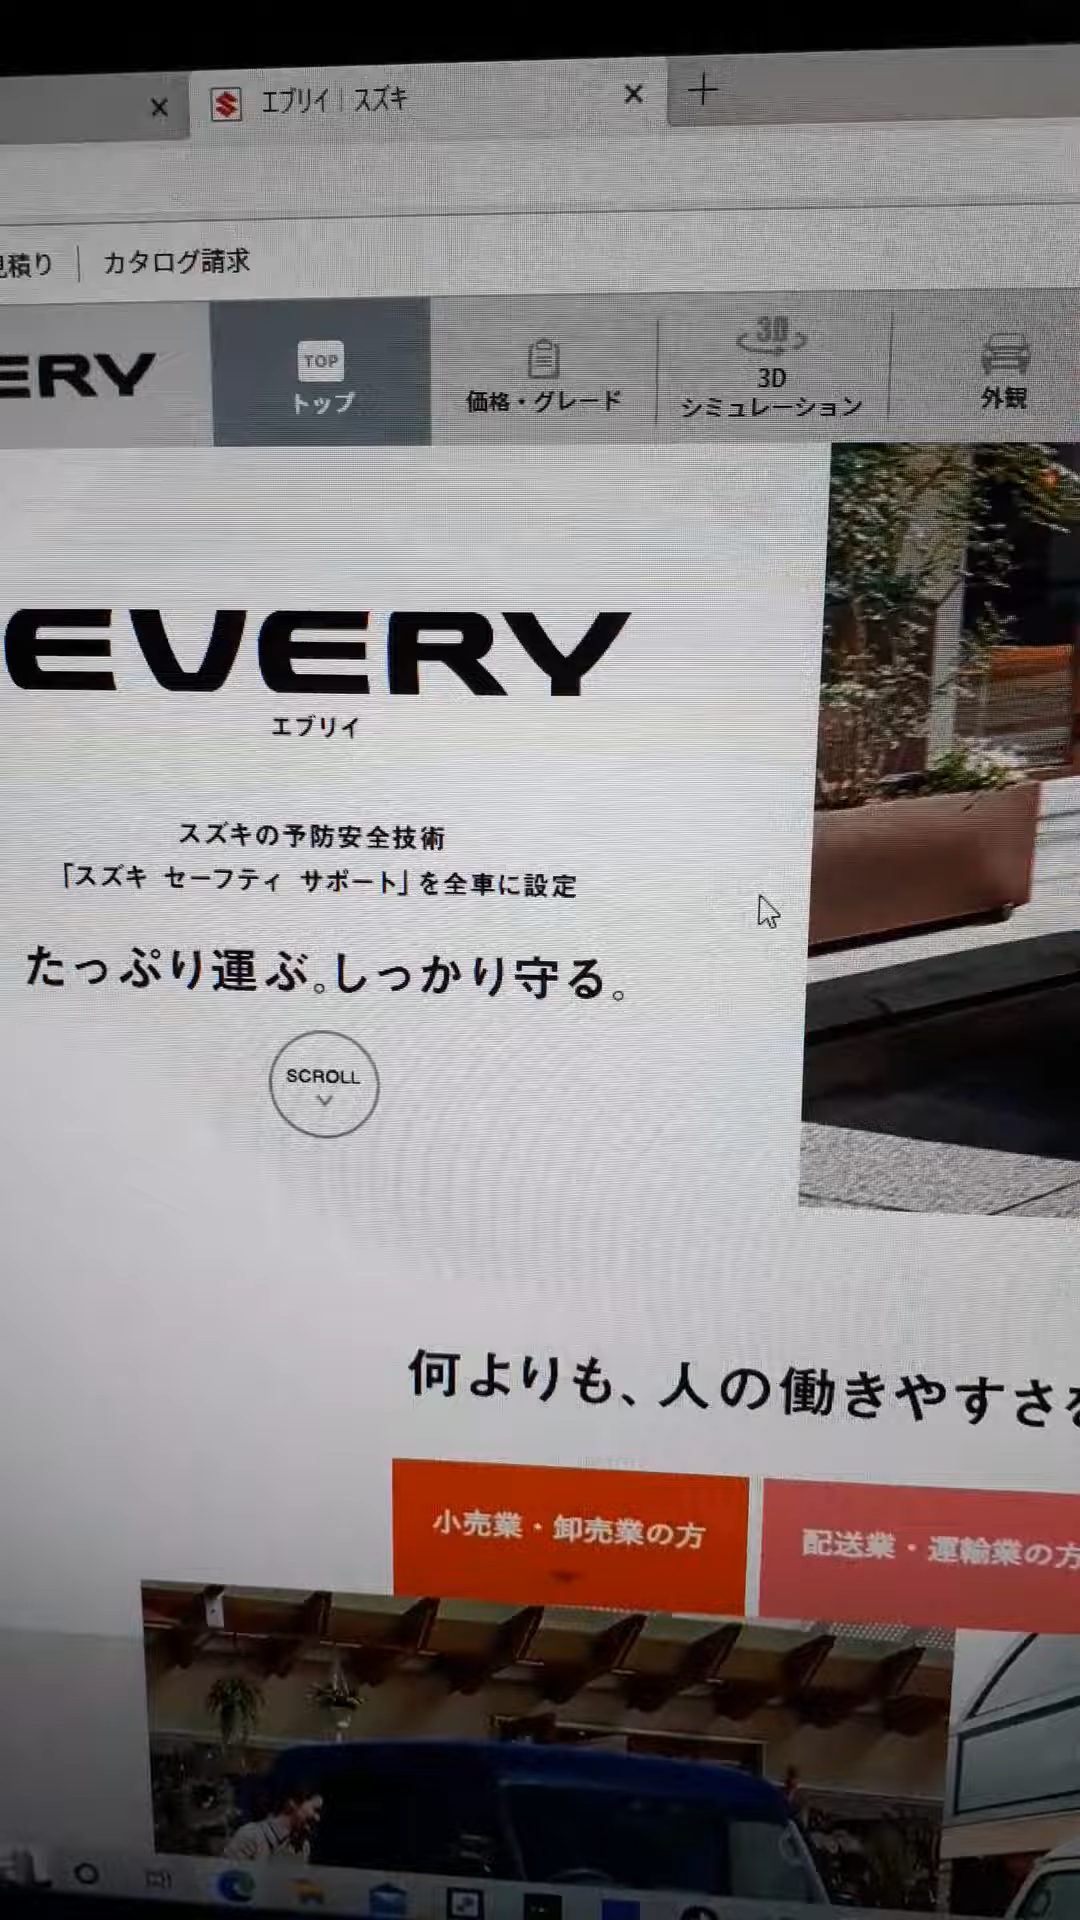 エブリイ｜スズキ
積り｜カタログ請求
ERY
TOP
トップ
価格・グレード
3D
3D
シミュレーション
外観
EVERY
エブリイ
スズキの予防安全技術
「スズキ セーフティ サポート」を全車に設定
たっぷり運ぶ。しっかり守る。
SCROLL
何よりも、人の働きやすさを
小売業・卸売業の方
配送業・運輸業の方